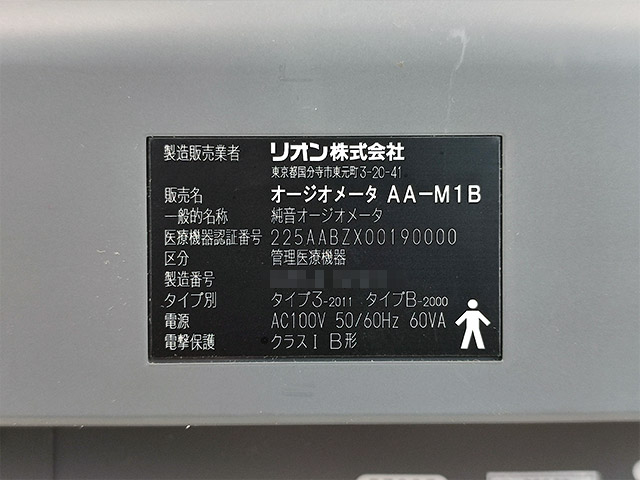 製造販売業者 リオン株式会社
東京都国分寺市東元町3-20-41
販売名 オージオメータ AA-M1B
一般的名称 純音オージオメータ
医療機器認証番号 225AABZX00190000
区分 管理医療機器
製造番号
タイプ別 タイプ3-2011 タイプB-2000
電源 AC100V 50/60Hz 60VA
電撃保護 クラスI B形